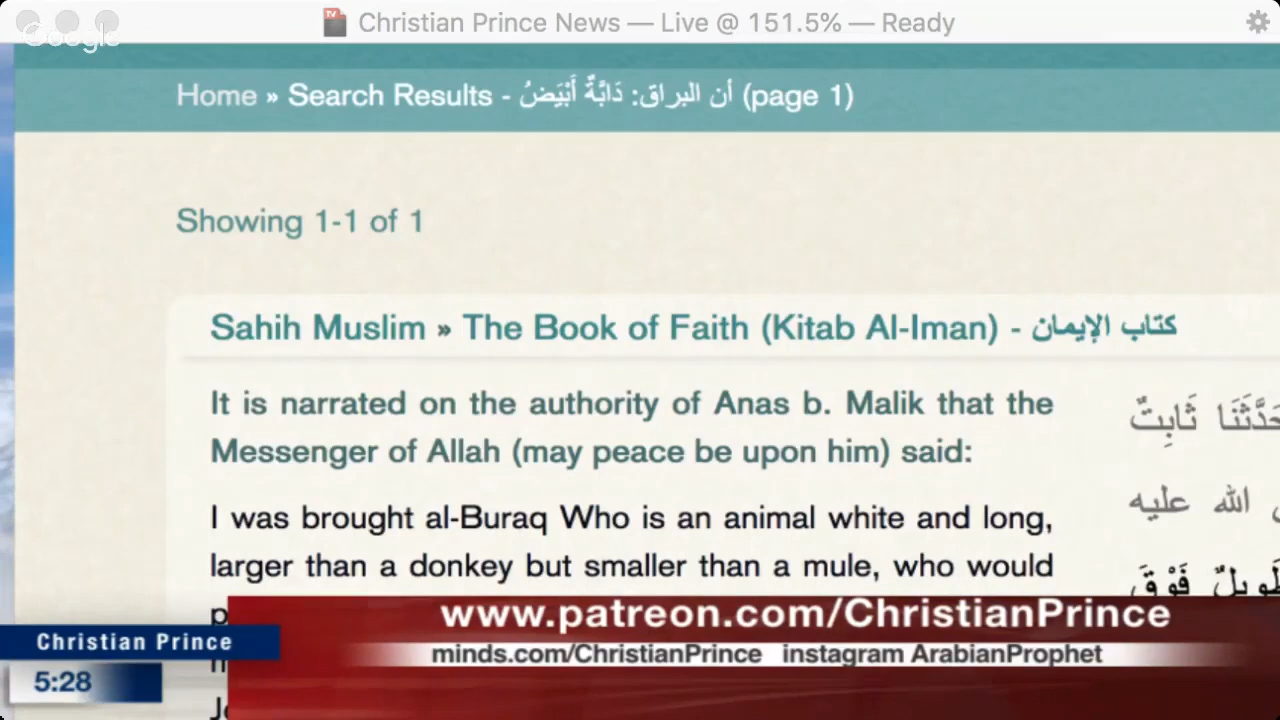 Christian Prince News — Live @ 151.5% — Ready
Google
Home » Search Results - أن البراق: دَابَّةٌ أَبْيَضُ (page 1)
Showing 1-1 of 1
Sahih Muslim » The Book of Faith (Kitab Al-Iman) - كتاب الإيمان
It is narrated on the authority of Anas b. Malik that the
حَدَّثَنَا ثَابِتٌ
Messenger of Allah (may peace be upon him) said:
الله عليه
I was brought al-Buraq Who is an animal white and long,
larger than a donkey but smaller than a mule, who would
طَوِيلٌ فَوْقَ
www.patreon.com/ChristianPrince
Christian Prince
minds.com/ChristianPrince instagram ArabianProphet
5:28